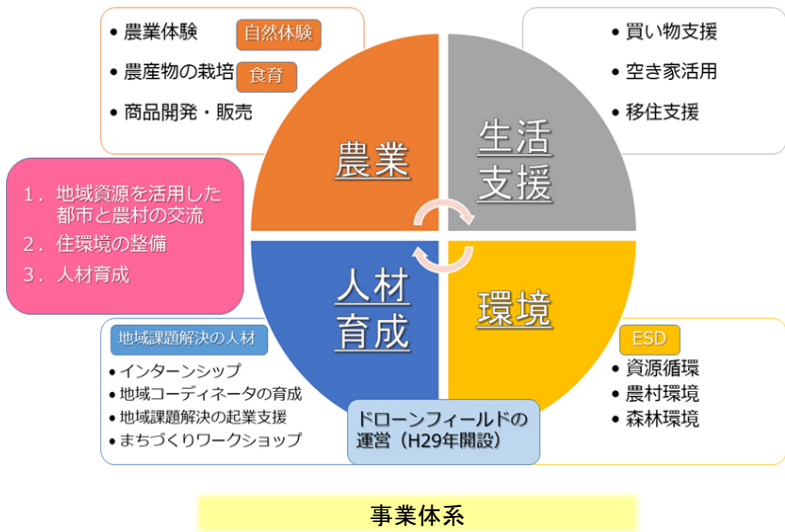 • 農業体験 自然体験
• 農産物の栽培 食育
• 商品開発・販売
• 買い物支援
• 空き家活用
• 移住支援
農業
生活
支援
1．地域資源を活用した
都市と農村の交流
2．住環境の整備
3．人材育成
人材
育成
環境
地域課題解決の人材
• インターンシップ
• 地域コーディネータの育成
• 地域課題解決の起業支援
• まちづくりワークショップ
ESD
• 資源循環
• 農村環境
• 森林環境
ドローンフィールドの
運営（H29年開設）
事業体系